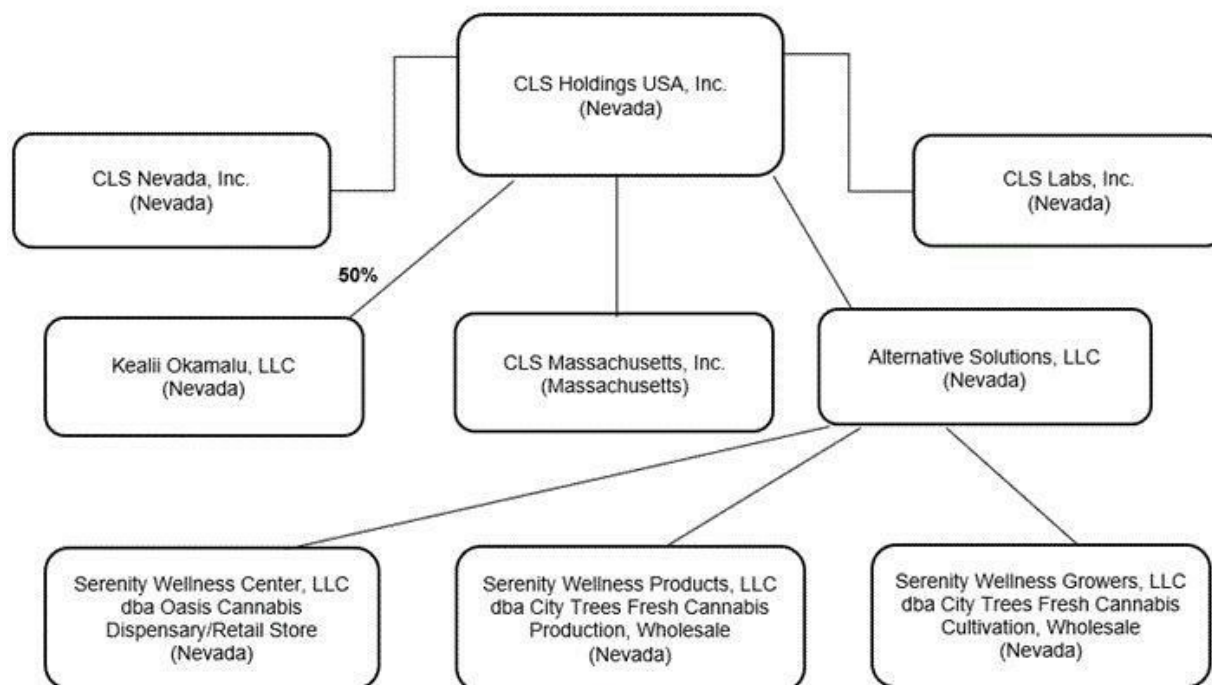 CLS Holdings USA, Inc.
(Nevada)
CLS Nevada, Inc.
(Nevada)
CLS Labs, Inc.
(Nevada)
50%
Kealii Okamalu, LLC
(Nevada)
CLS Massachusetts, Inc.
(Massachusetts)
Alternative Solutions, LLC
(Nevada)
Serenity Wellness Center, LLC
dba Oasis Cannabis
Dispensary/Retail Store
(Nevada)
Serenity Wellness Products, LLC
dba City Trees Fresh Cannabis
Production, Wholesale
(Nevada)
Serenity Wellness Growers, LLC
dba City Trees Fresh Cannabis
Cultivation, Wholesale
(Nevada)